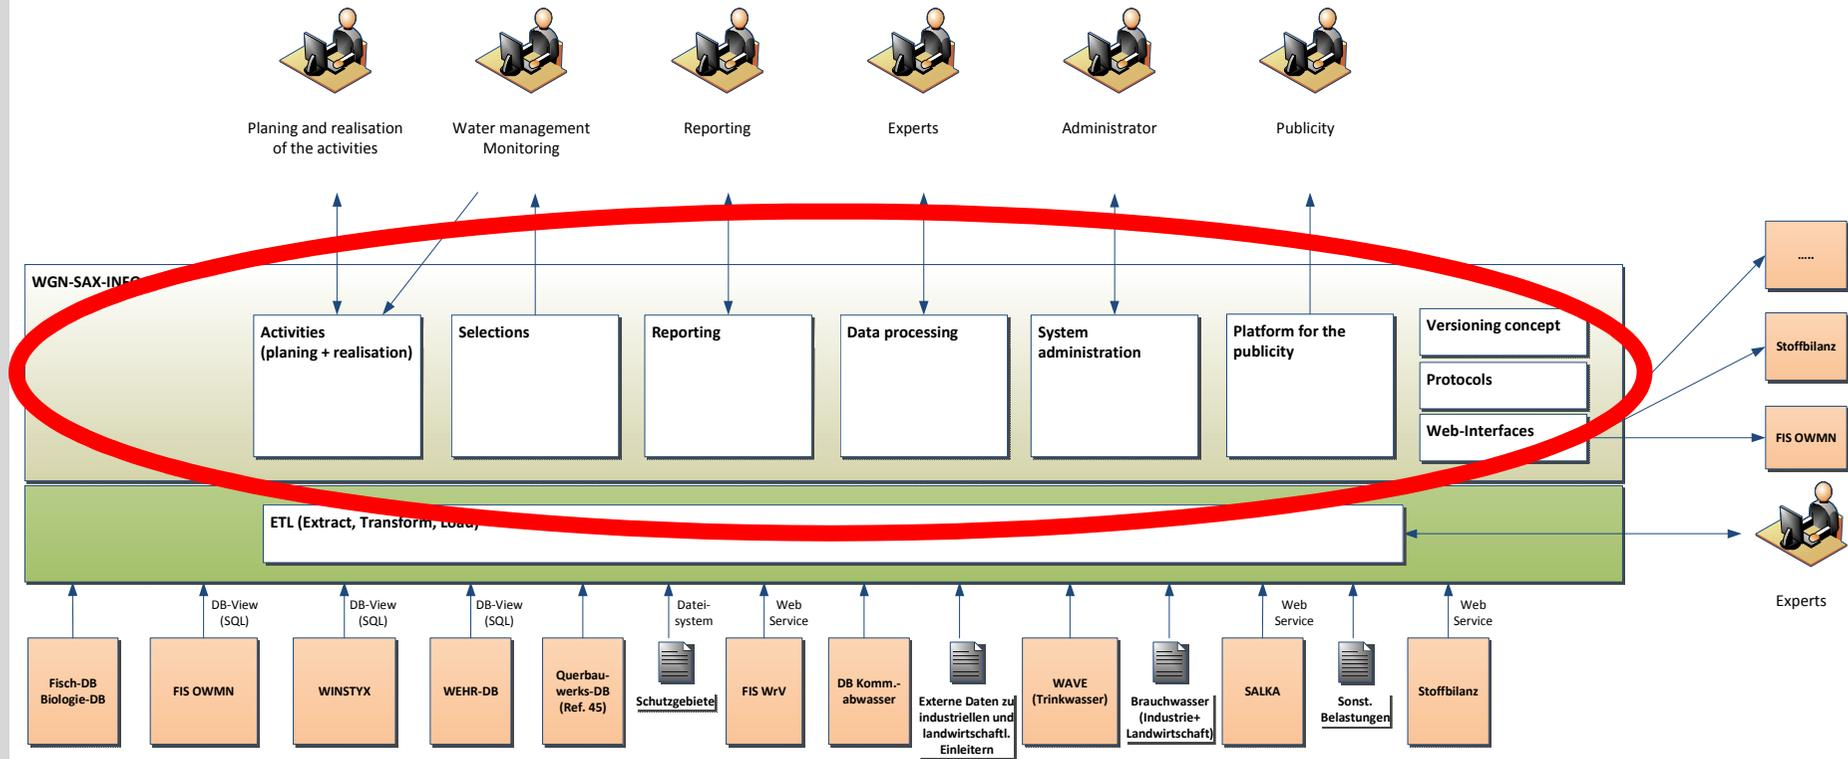 Planing and realisation
of the activities
Water management
Monitoring
Reporting
Experts
Administrator
Publicity
WGN-SAX-INFO
Activities
(planing + realisation)
Selections
Reporting
Data processing
System
administration
Platform for the
publicity
Versioning concept
Protocols
Web-Interfaces
.....
Stoffbilanz
FIS OWMN
ETL (Extract, Transform, Load)
Experts
DB-View
(SQL)
DB-View
(SQL)
DB-View
(SQL)
Datei-
system
Web
Service
Web
Service
Web
Service
Fisch-DB
Biologie-DB
FIS OWMN
WINSTYX
WEHR-DB
Querbau-
werks-DB
(Ref. 45)
Schutzgebiete
FIS WrV
DB Komm.-
abwasser
Externe Daten zu
industriellen und
landwirtschaftl.
Einleitern
WAVE
(Trinkwasser)
Brauchwasser
(Industrie+
Landwirtschaft)
SALKA
Sonst.
Belastungen
Stoffbilanz